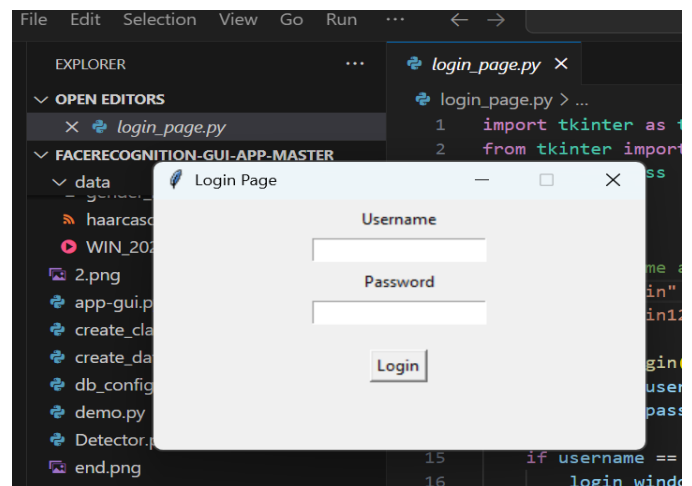 File Edit Selection View Go Run ··· ← →
EXPLORER ···
login_page.py ×
OPEN EDITORS
login_page.py > ...
× login_page.py
1 import tkinter as
FACERECOGNITION-GUI-APP-MASTER
2 from tkinter import
data
Login Page
haarcasc
WIN_202
2.png
app-gui.p
create_cla
create_da
db_config
demo.py
Detector.p
end.png
Username
Password
Login
ss
me
in"
in12
gin(
user
pass
15 if username ==
16 login_window